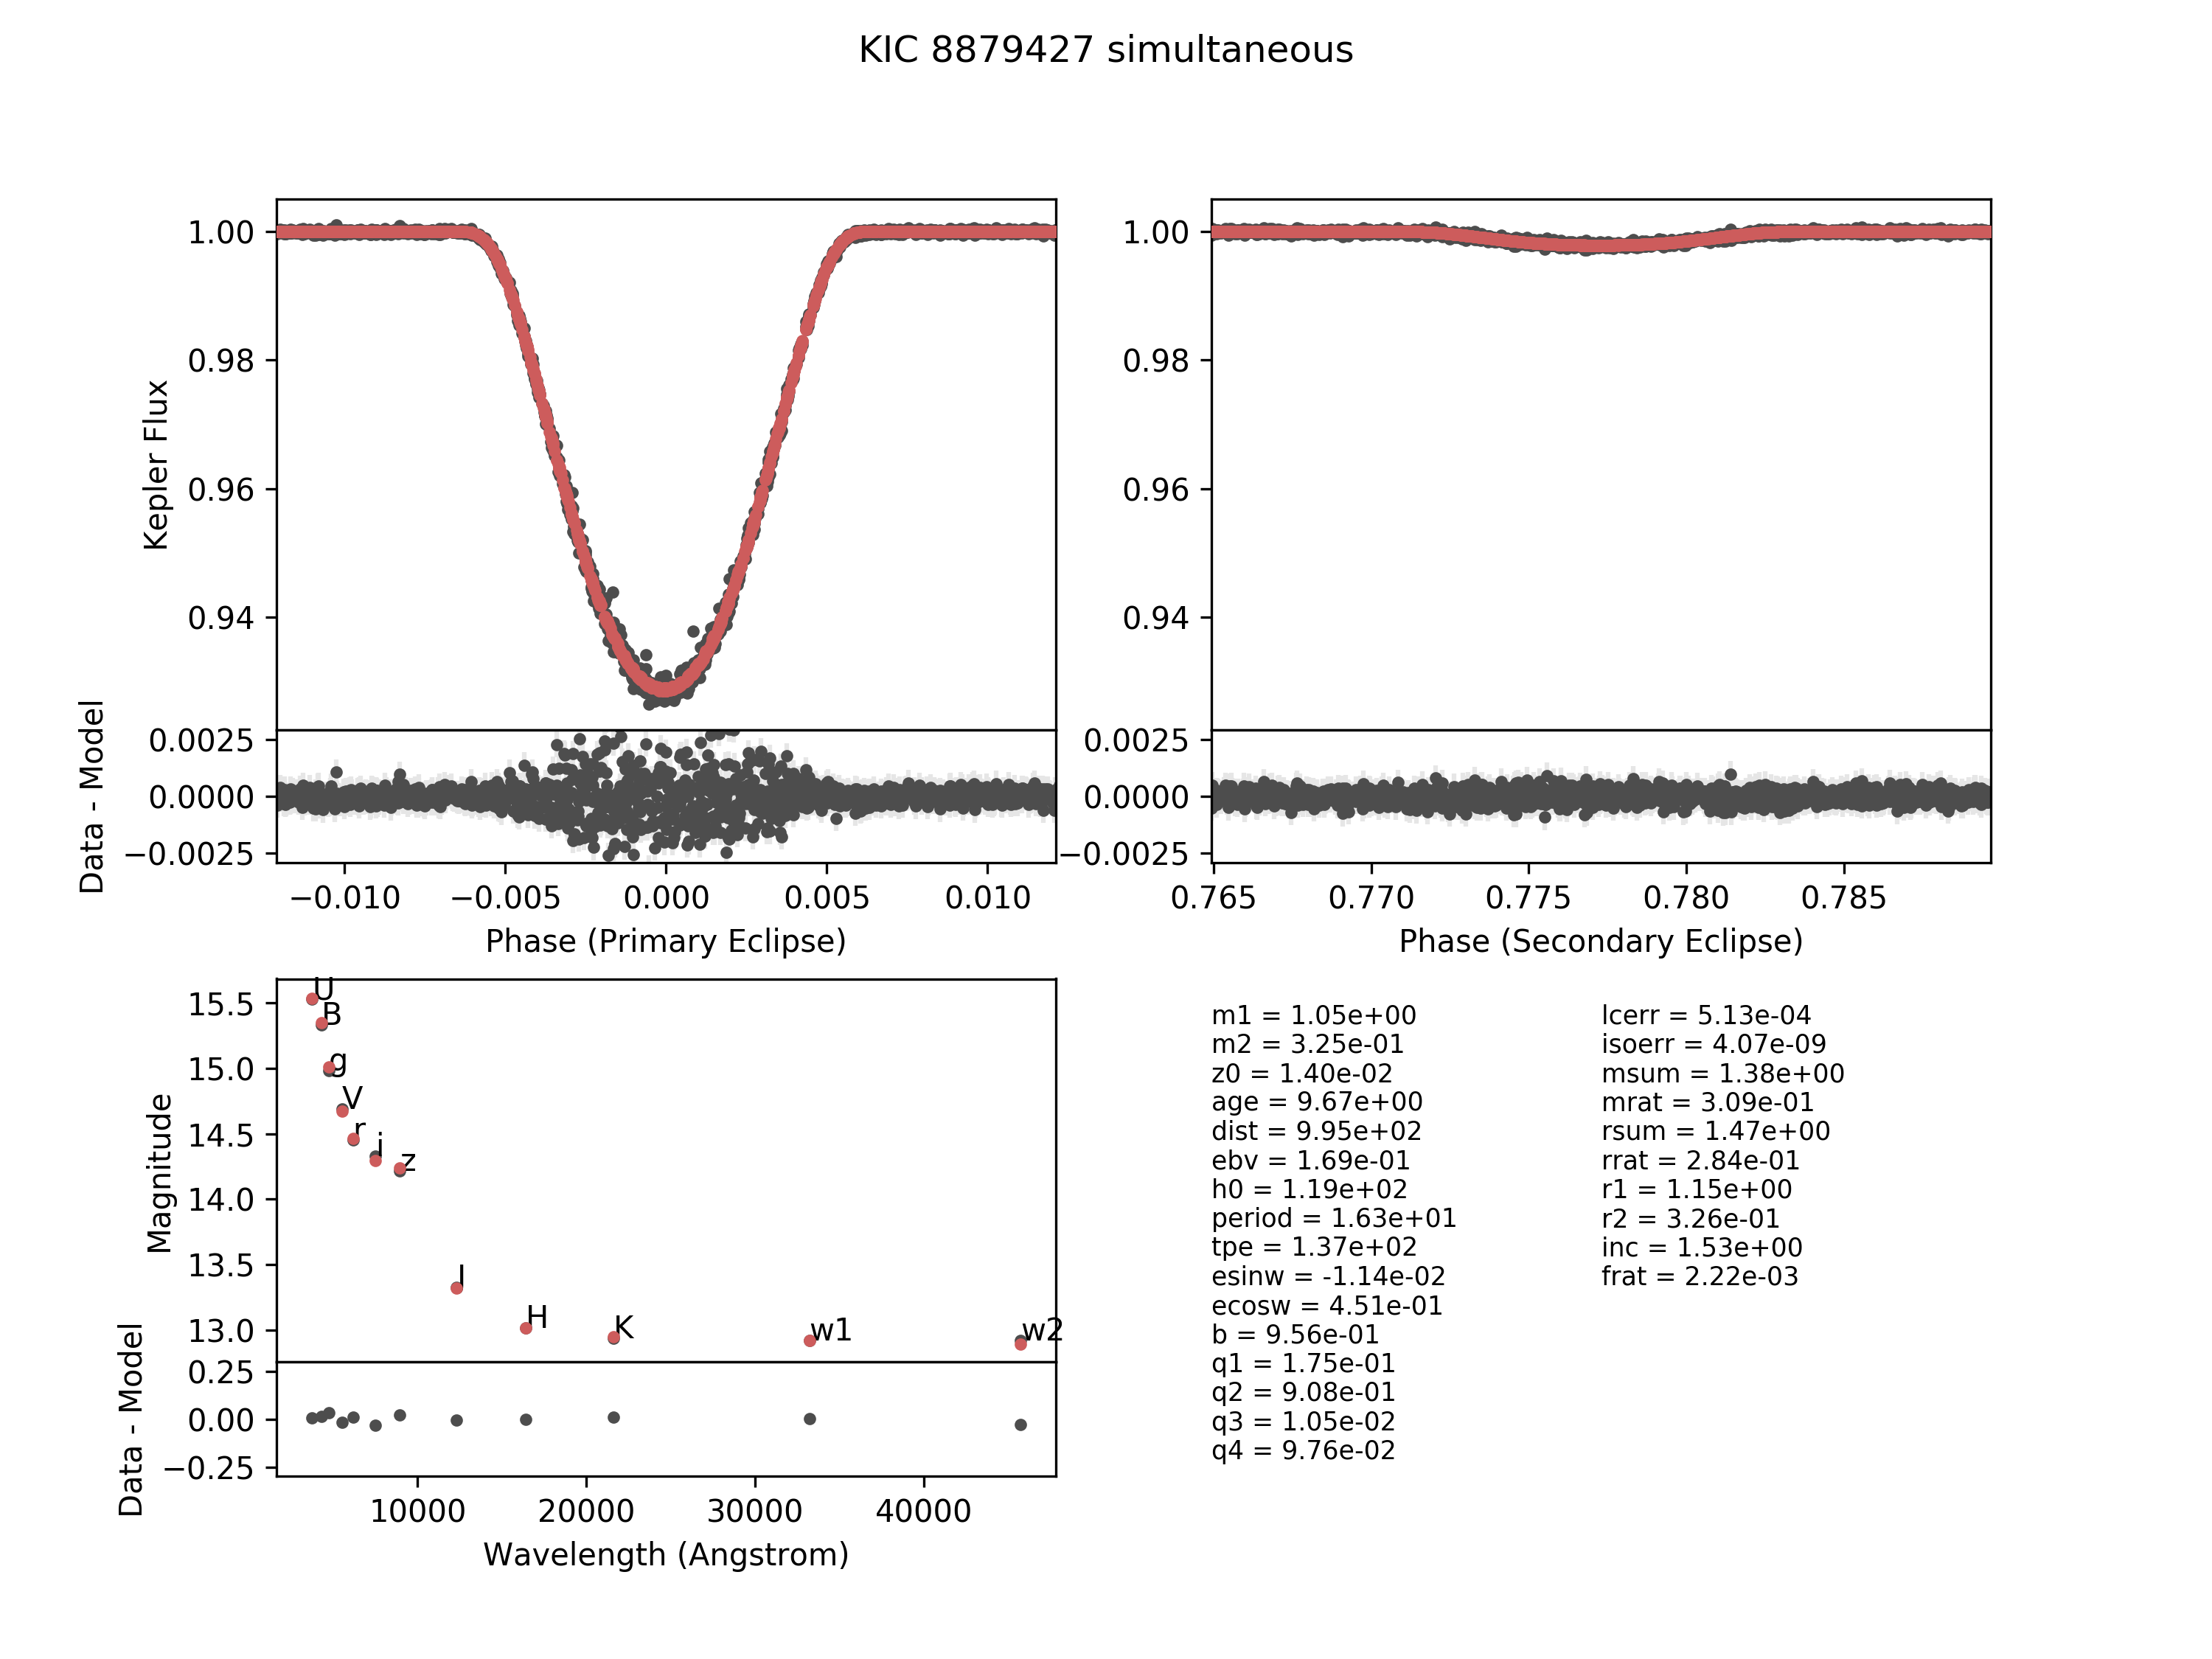 KIC 8879427 simultaneous
Kepler Flux
1.00
0.98
0.96
0.94
1.00
0.98
0.96
0.94
Data - Model
0.0025
0.0000
−0.0025
0.0025
0.0000
−0.0025
−0.010 −0.005 0.000 0.005 0.010
0.765 0.770 0.775 0.780 0.785
Phase (Primary Eclipse)
Phase (Secondary Eclipse)
Magnitude
15.5
15.0
14.5
14.0
13.5
13.0
U
B
g
V
r
i
z
J
H
K
w1
w2
Data - Model
0.25
0.00
−0.25
10000 20000 30000 40000
Wavelength (Angstrom)
m1 = 1.05e+00
m2 = 3.25e-01
z0 = 1.40e-02
age = 9.67e+00
dist = 9.95e+02
ebv = 1.69e-01
h0 = 1.19e+02
period = 1.63e+01
tpe = 1.37e+02
esinw = -1.14e-02
ecosw = 4.51e-01
b = 9.56e-01
q1 = 1.75e-01
q2 = 9.08e-01
q3 = 1.05e-02
q4 = 9.76e-02
lcerr = 5.13e-04
isoerr = 4.07e-09
msum = 1.38e+00
mrat = 3.09e-01
rsum = 1.47e+00
rrat = 2.84e-01
r1 = 1.15e+00
r2 = 3.26e-01
inc = 1.53e+00
frat = 2.22e-03